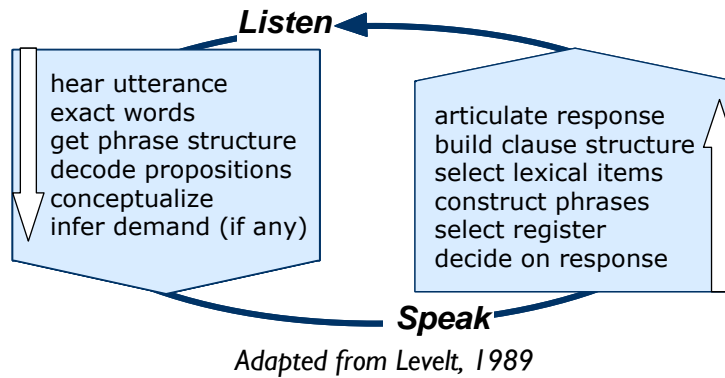 Listen
hear utterance
exact words
get phrase structure
decode propositions
conceptualize
infer demand (if any)
articulate response
build clause structure
select lexical items
construct phrases
select register
decide on response
Speak
Adapted from Levelt, 1989